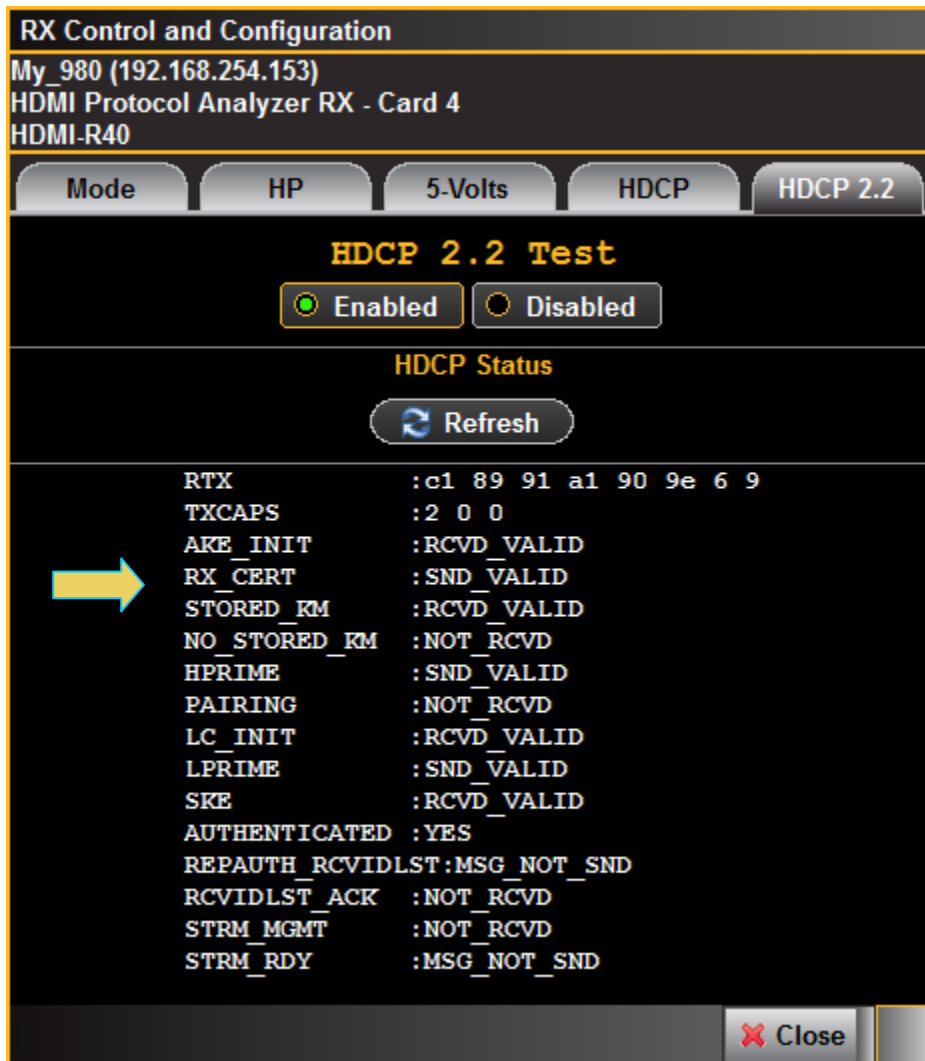 RX Control and Configuration
My_980 (192.168.254.153)
HDMI Protocol Analyzer RX - Card 4
HDMI-R40
Mode HP 5-Volts HDCP HDCP 2.2
HDCP 2.2 Test
Enabled Disabled
HDCP Status
Refresh
RTX :c1 89 91 a1 90 9e 6 9
TXCAPS :2 0 0
AKE_INIT :RCVD_VALID
RX_CERT :SND_VALID
STORED_KM :RCVD_VALID
NO_STORED_KM :NOT_RCVD
HPRIME :SND_VALID
PAIRING :NOT_RCVD
LC_INIT :RCVD_VALID
LPRIME :SND_VALID
SKE :RCVD_VALID
AUTHENTICATED :YES
REPAUTH_RCVIDLST:MSG_NOT_SND
RCVIDLST_ACK :NOT_RCVD
STRM_MGMT :NOT_RCVD
STRM_RDY :MSG_NOT_SND
Close